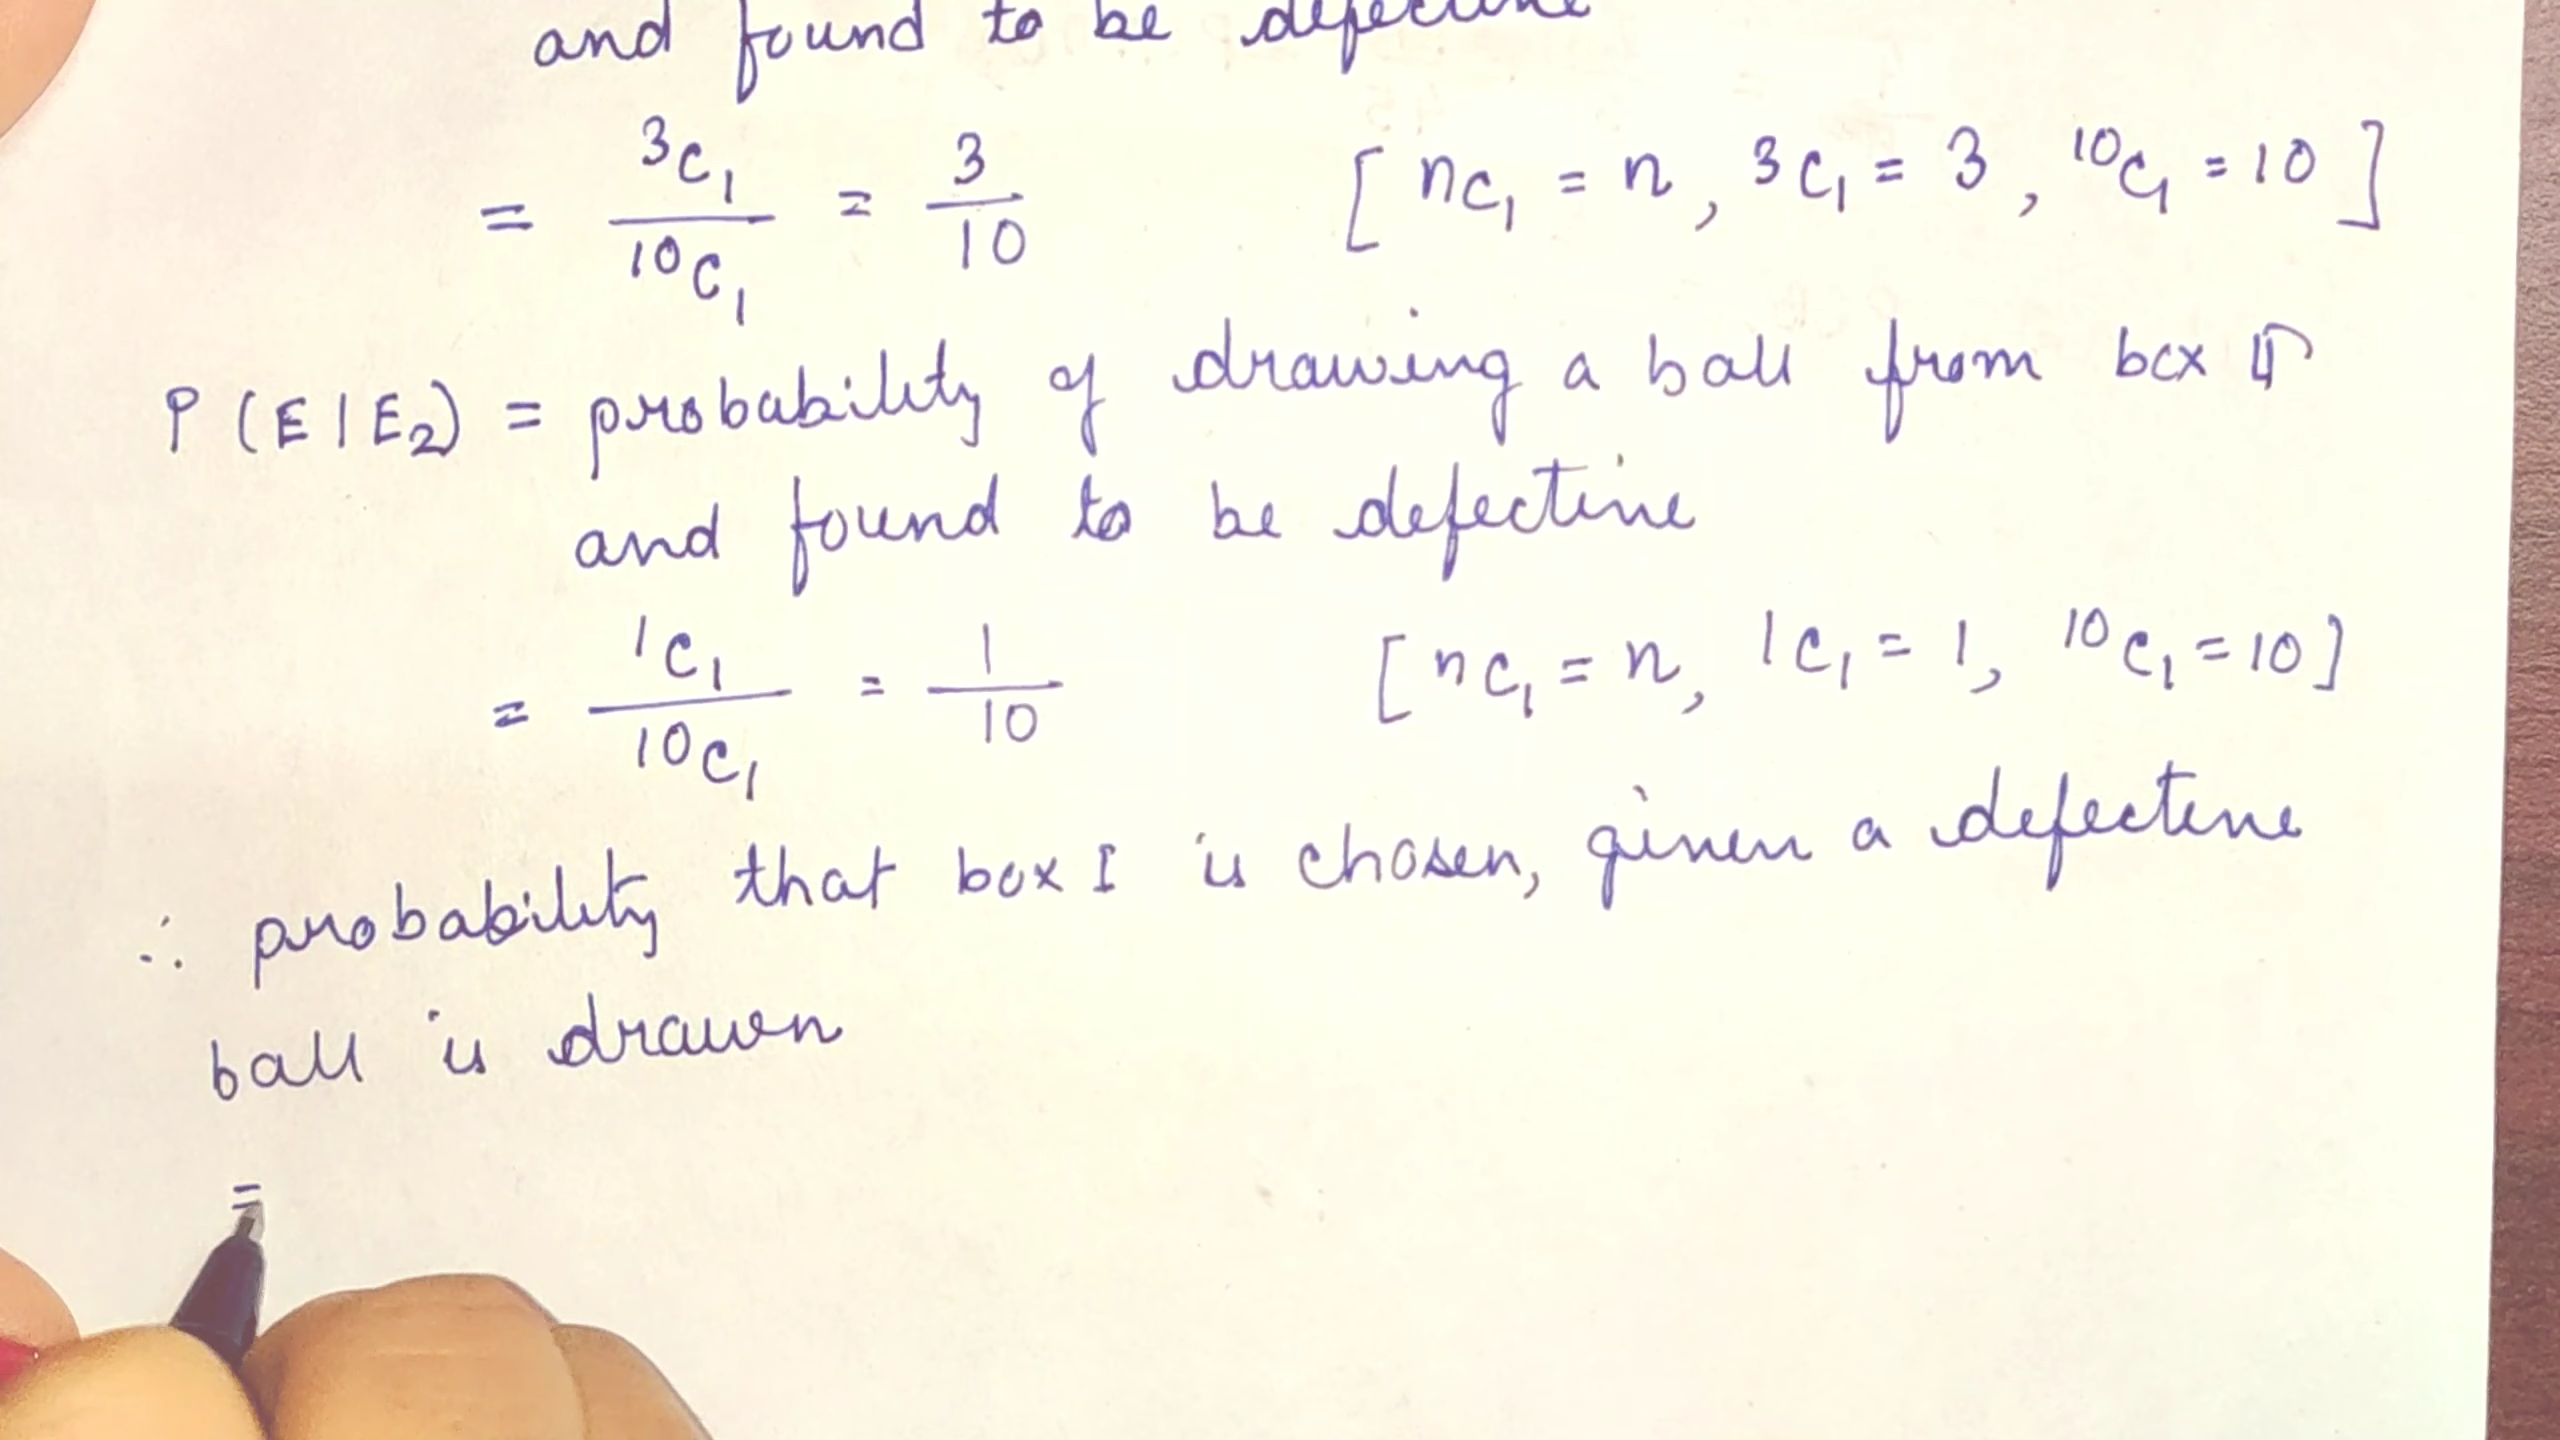 and found to be defective
= ³C₁ / ¹⁰C₁ = 3/10 [ ⁿC₁ = n, ³C₁ = 3, ¹⁰C₁ = 10 ]
P(E|E₂) = probability of drawing a ball from box II
and found to be defective
= ¹C₁ / ¹⁰C₁ = 1/10 [ ⁿC₁ = n, ¹C₁ = 1, ¹⁰C₁ = 10 ]
∴ probability that box I is chosen, given a defective
ball is drawn
=